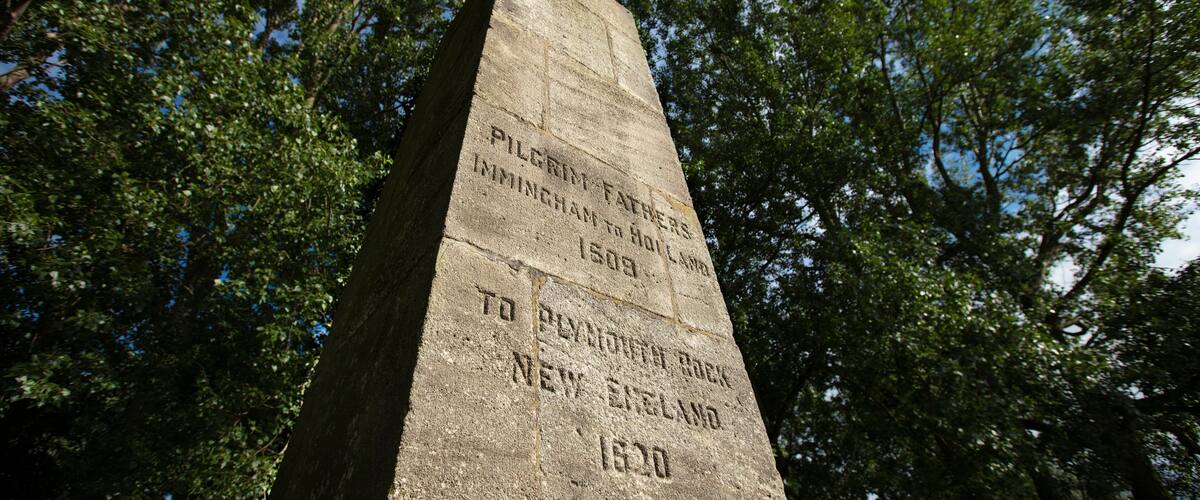 PILGRIM FATHERS
IMMINGHAM TO HOLLAND
1609
TO PLYMOUTH ROCK
NEW ENGLAND
1620